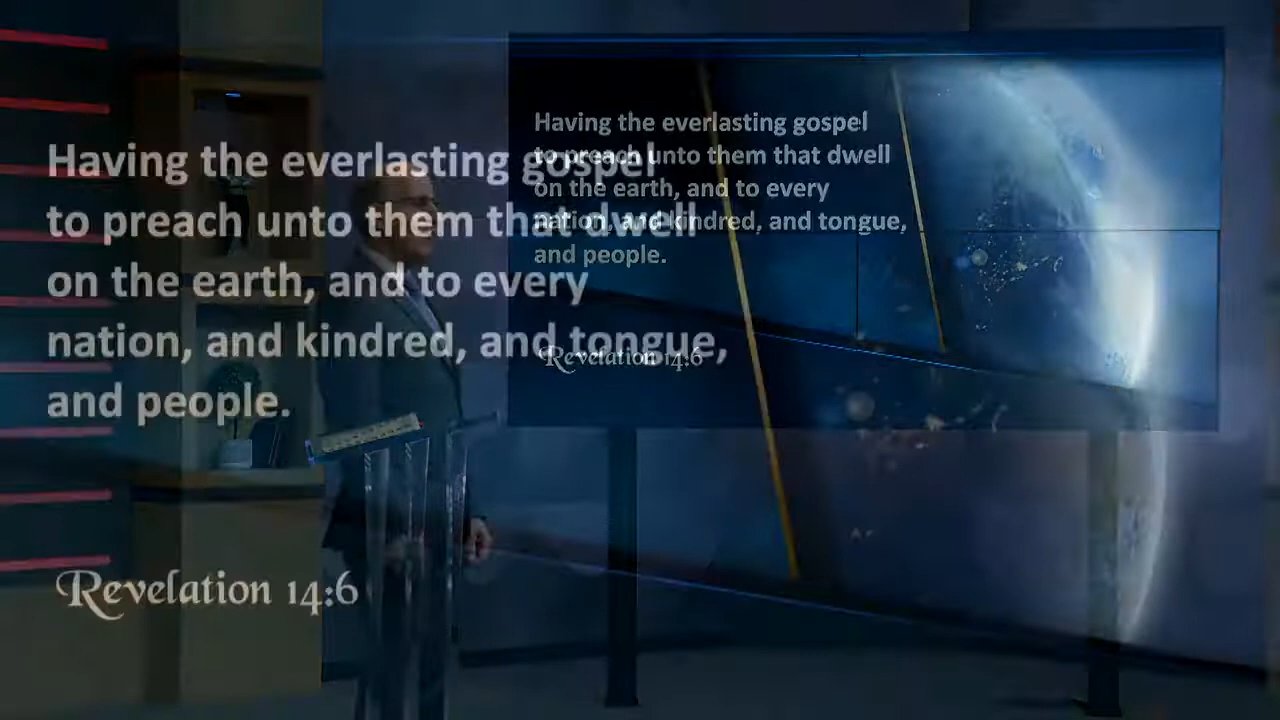 Having the everlasting gospel
to preach unto them that dwell
on the earth, and to every
nation, and kindred, and tongue,
and people.
Revelation 14:6
Having the everlasting gospel
to preach unto them that dwell
on the earth, and to every
nation, and kindred, and tongue,
and people.
Revelation 14:6